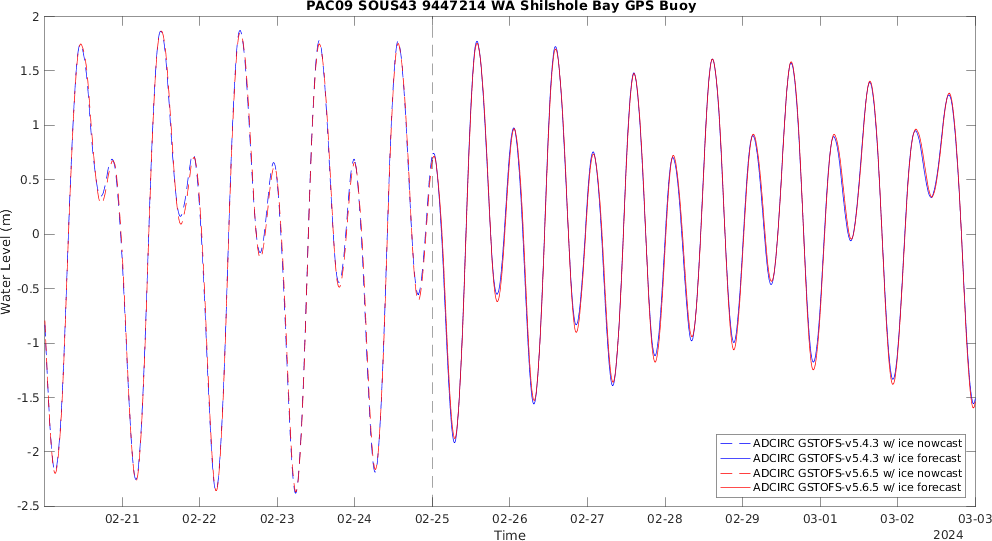 PAC09 SOUS43 9447214 WA Shilshole Bay GPS Buoy
2
1.5
1
0.5
0
-0.5
-1
-1.5
-2
-2.5
Water Level (m)
ADCIRC GSTOFS-v5.4.3 w/ ice nowcast
ADCIRC GSTOFS-v5.4.3 w/ ice forecast
ADCIRC GSTOFS-v5.6.5 w/ ice nowcast
ADCIRC GSTOFS-v5.6.5 w/ ice forecast
02-21 02-22 02-23 02-24 02-25 02-26 02-27 02-28 02-29 03-01 03-02 03-03
Time
2024